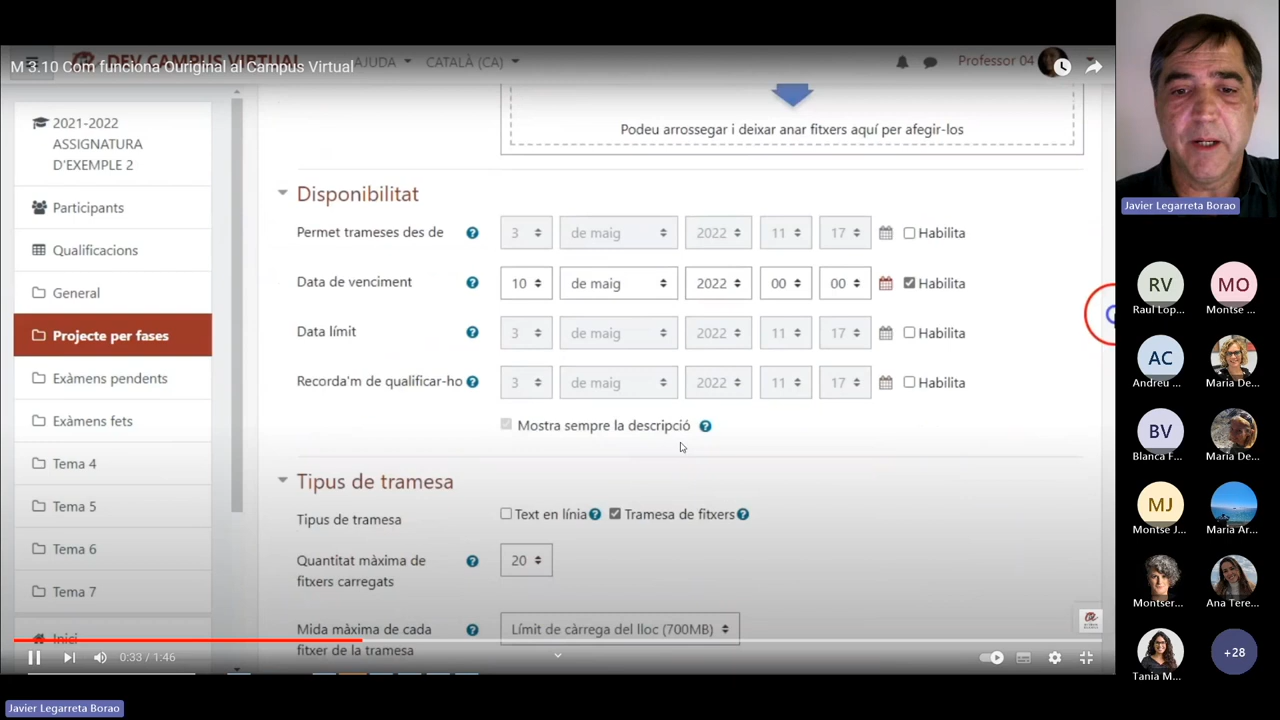 M 3.10 Com funciona Ouriginal al Campus Virtual
DEV CAMPUS VIRTUAL
AJUDA
CATALÀ (CA)
Professor 04
2021-2022
ASSIGNATURA
D'EXEMPLE 2
Participants
Qualificacions
General
Projecte per fases
Exàmens pendents
Exàmens fets
Tema 4
Tema 5
Tema 6
Tema 7
Inici
Podeu arrossegar i deixar anar fitxers aquí per afegir-los
Disponibilitat
Permet trameses des de 3 de maig 2022 11 17 Habilita
Data de venciment 10 de maig 2022 00 00 Habilita
Data límit 3 de maig 2022 11 17 Habilita
Recorda'm de qualificar-ho 3 de maig 2022 11 17 Habilita
Mostra sempre la descripció
Tipus de tramesa
Tipus de tramesa Text en línia Tramesa de fitxers
Quantitat màxima de
fitxers carregats
20
Mida màxima de cada
fitxer de la tramesa
Límit de càrrega del lloc (700MB)
0:33 / 1:46
Javier Legarreta Borao
Javier Legarreta Borao
RV
Raul Lop...
MO
Montse ...
AC
Andreu ...
Maria De...
BV
Blanca F...
Maria De...
MJ
Montse J...
Maria Ar...
Montser...
Ana Tere...
Tania M...
+28